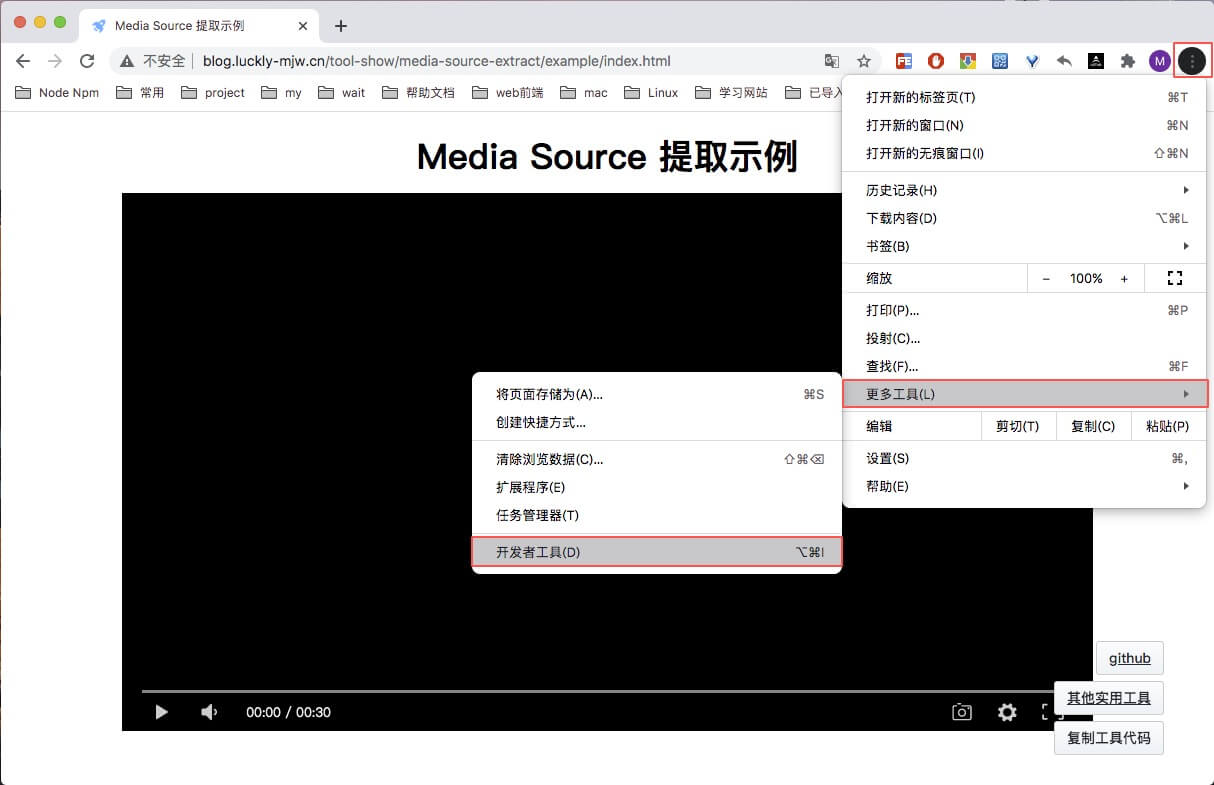 Media Source 提取示例
不安全 blog.luckly-mjw.cn/tool-show/media-source-extract/example/index.html
M
Node Npm 常用 project my wait 帮助文档 web前端 mac Linux 学习网站 已导入
Media Source 提取示例
打开新的标签页(T) ⌘T
打开新的窗口(N) ⌘N
打开新的无痕窗口(I) ⇧⌘N
历史记录(H)
下载内容(D) ⌥⌘L
书签(B)
缩放 − 100% +
打印(P)... ⌘P
投射(C)...
查找(F)... ⌘F
更多工具(L)
编辑 剪切(T) 复制(C) 粘贴(P)
设置(S) ⌘,
帮助(E)
将页面存储为(A)... ⌘S
创建快捷方式...
清除浏览数据(C)... ⇧⌘⌫
扩展程序(E)
任务管理器(T)
开发者工具(D) ⌥⌘I
github
其他实用工具
00:00 / 00:30
复制工具代码